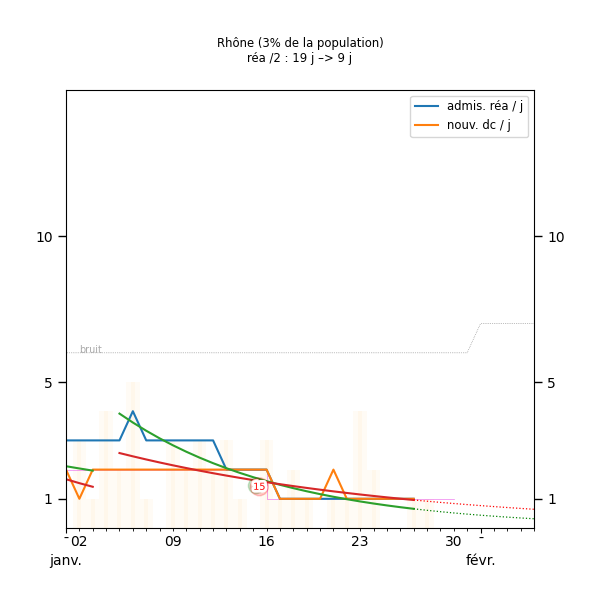 Rhône (3% de la population)
réa /2 : 19 j –> 9 j
admis. réa / j
nouv. dc / j
10
10
bruit
5
5
15
1
1
02
09
16
23
30
janv.
févr.